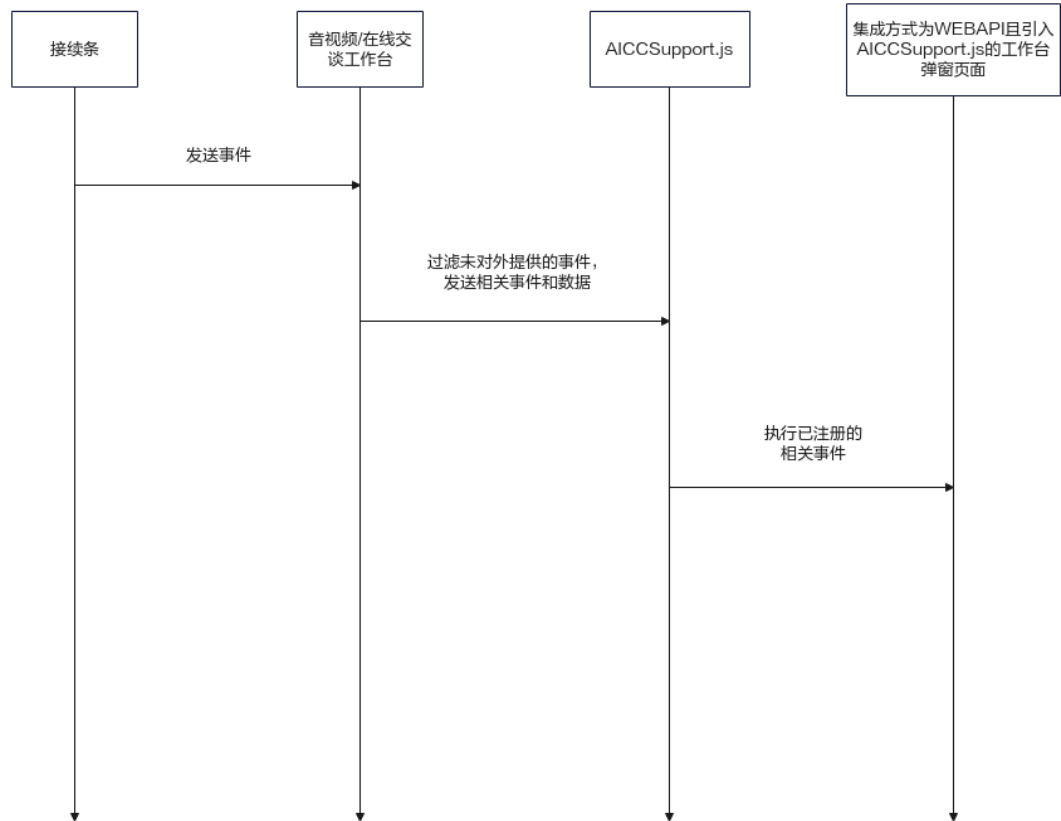 接续条
音视频/在线交
谈工作台
AICCSupport.js
集成方式为WEBAPI且引入
AICCSupport.js的工作台
弹窗页面
发送事件
过滤未对外提供的事件，
发送相关事件和数据
执行已注册的
相关事件